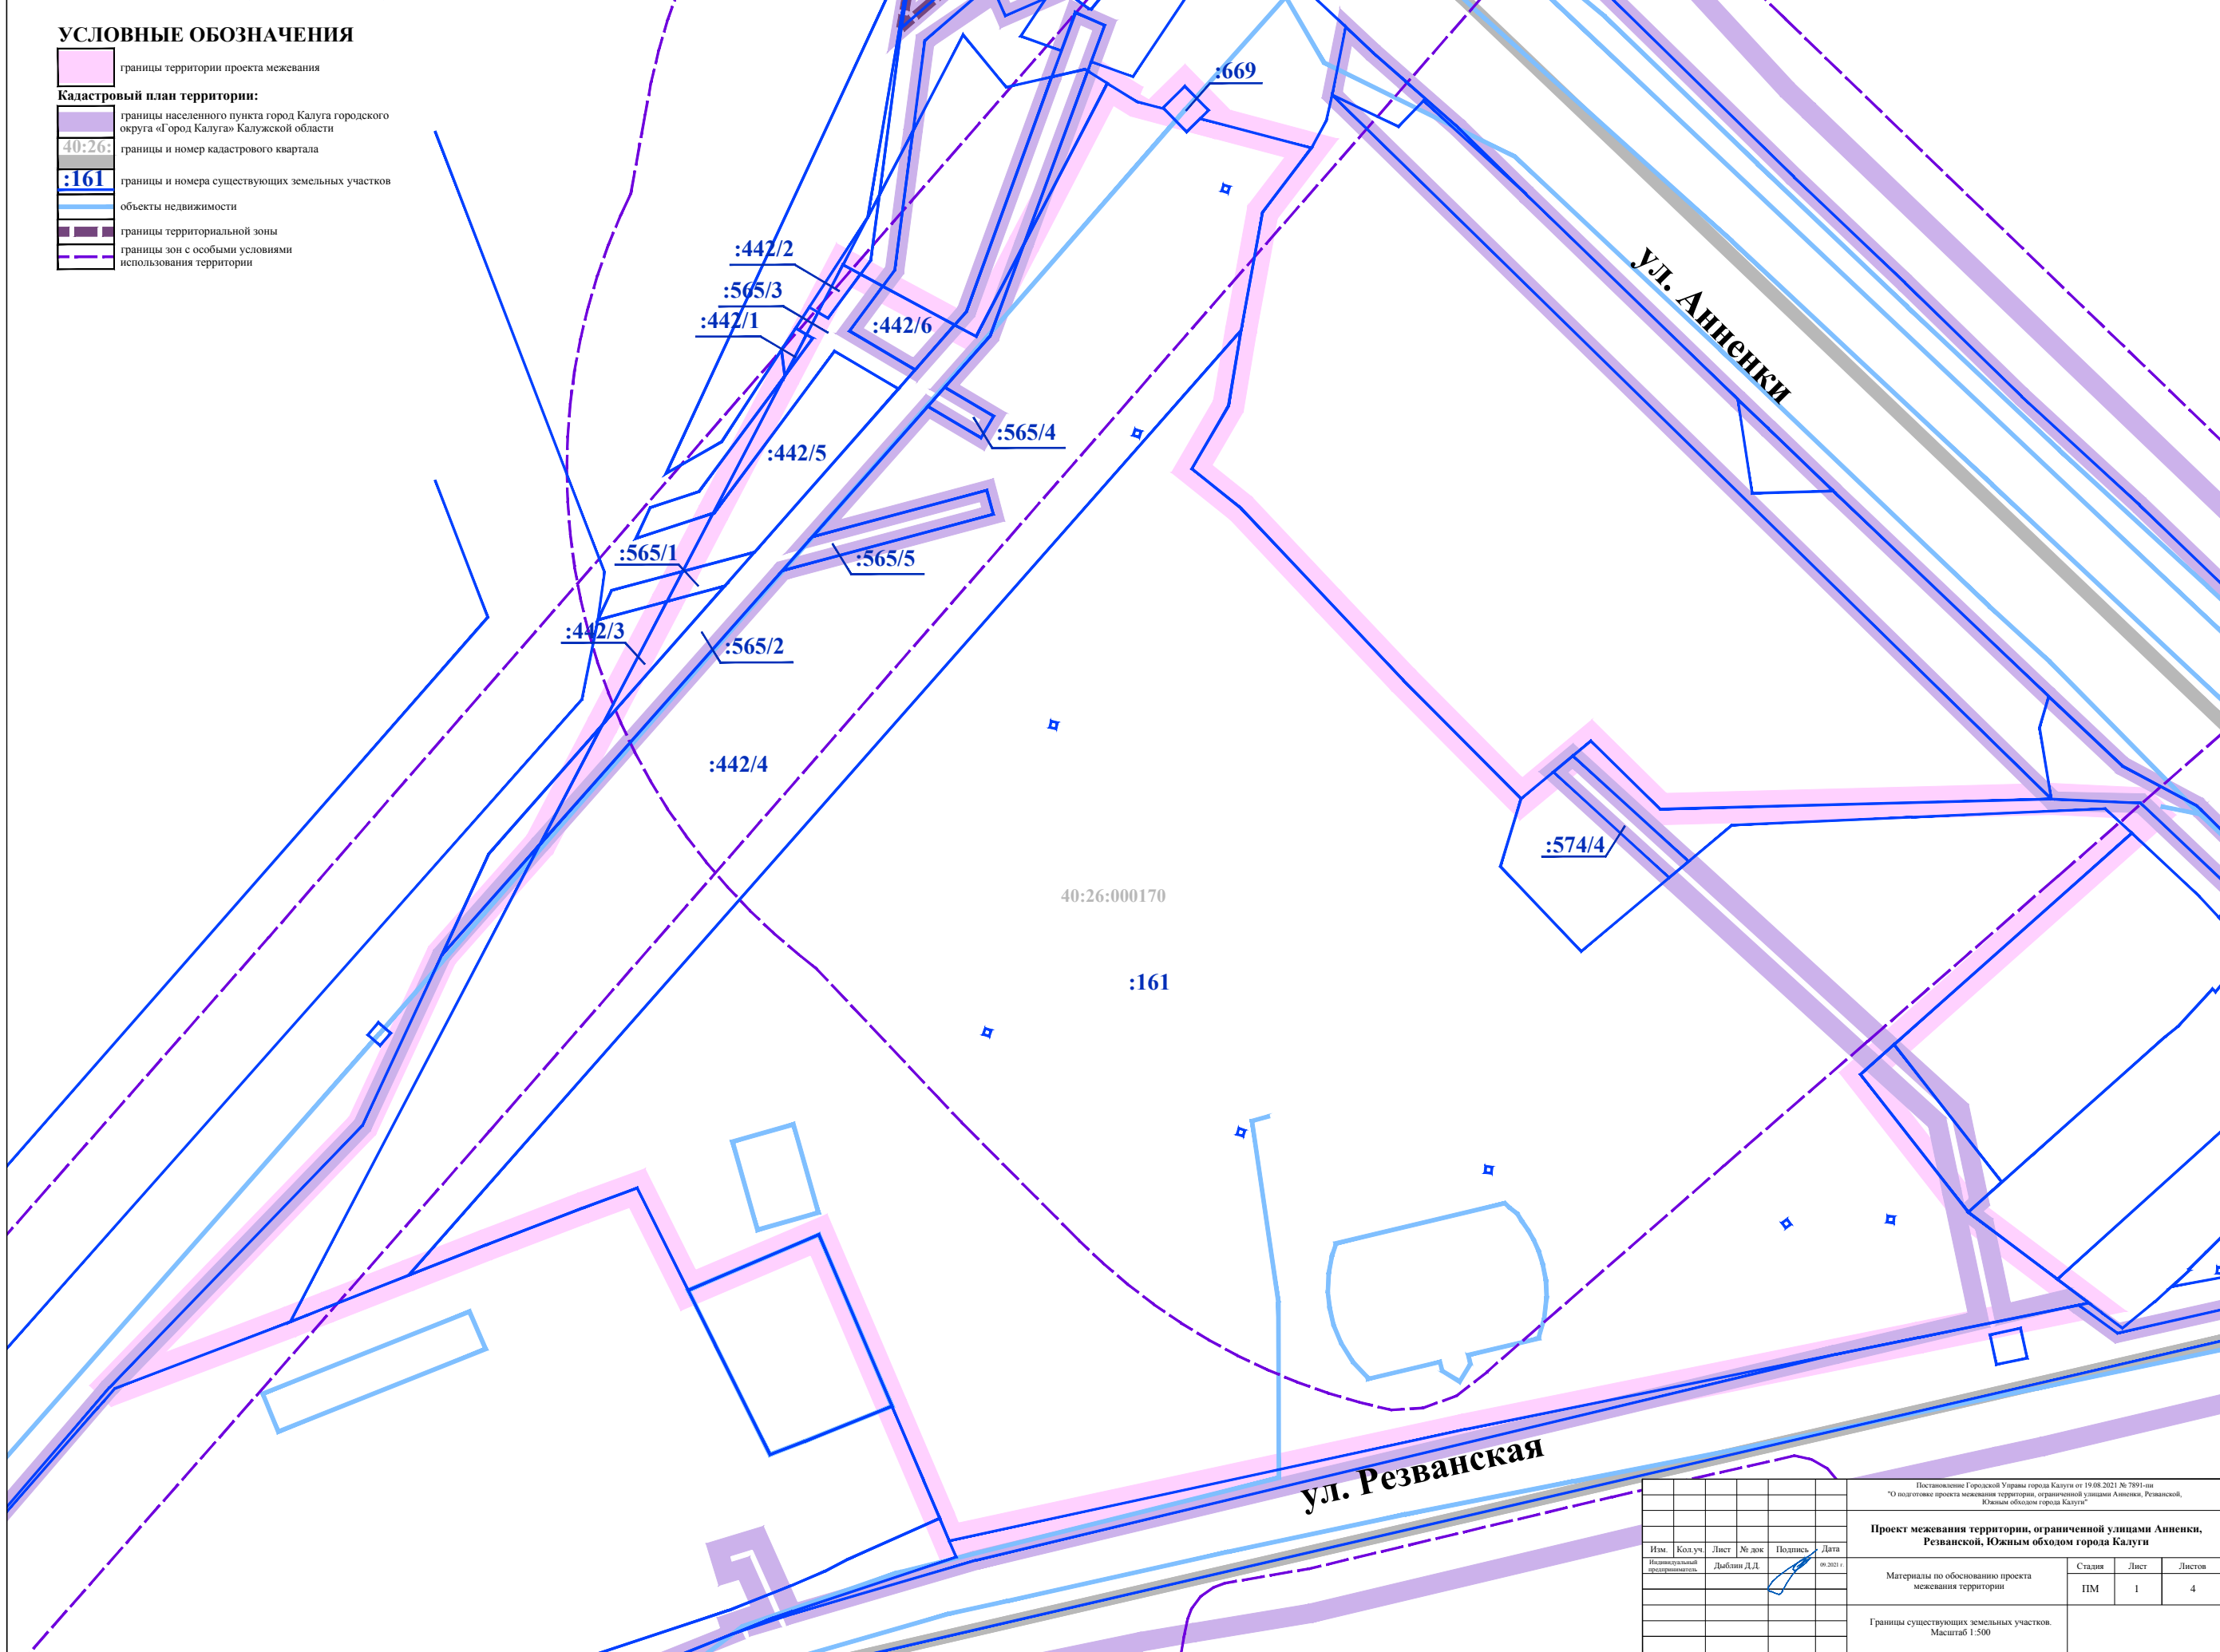 УСЛОВНЫЕ ОБОЗНАЧЕНИЯ
границы территории проекта межевания
Кадастровый план территории:
границы населенного пункта город Калуга городского
округа «Город Калуга» Калужской области
40:26:
границы и номер кадастрового квартала
:161
границы и номера существующих земельных участков
объекты недвижимости
границы территориальной зоны
границы зон с особыми условиями
использования территории
:669
:442/2
:565/3
:442/1
:442/6
ул. Анненки
:565/4
:442/5
:565/1
:565/5
:442/3
:565/2
:442/4
:574/4
40:26:000170
:161
ул. Резванская
Постановление Городской Управы города Калуги от 19.08.2021 № 7891-пи
"О подготовке проекта межевания территории, ограниченной улицами Анненки, Резванской,
Южным обходом города Калуги"
Проект межевания территории, ограниченной улицами Анненки,
Резванской, Южным обходом города Калуги
Изм. Кол.уч. Лист № док Подпись Дата
Индивидуальный
предприниматель
Дыблин Д.Д.
09.2021 г.
Материалы по обоснованию проекта
межевания территории
Стадия Лист Листов
ПМ 1 4
Границы существующих земельных участков.
Масштаб 1:500